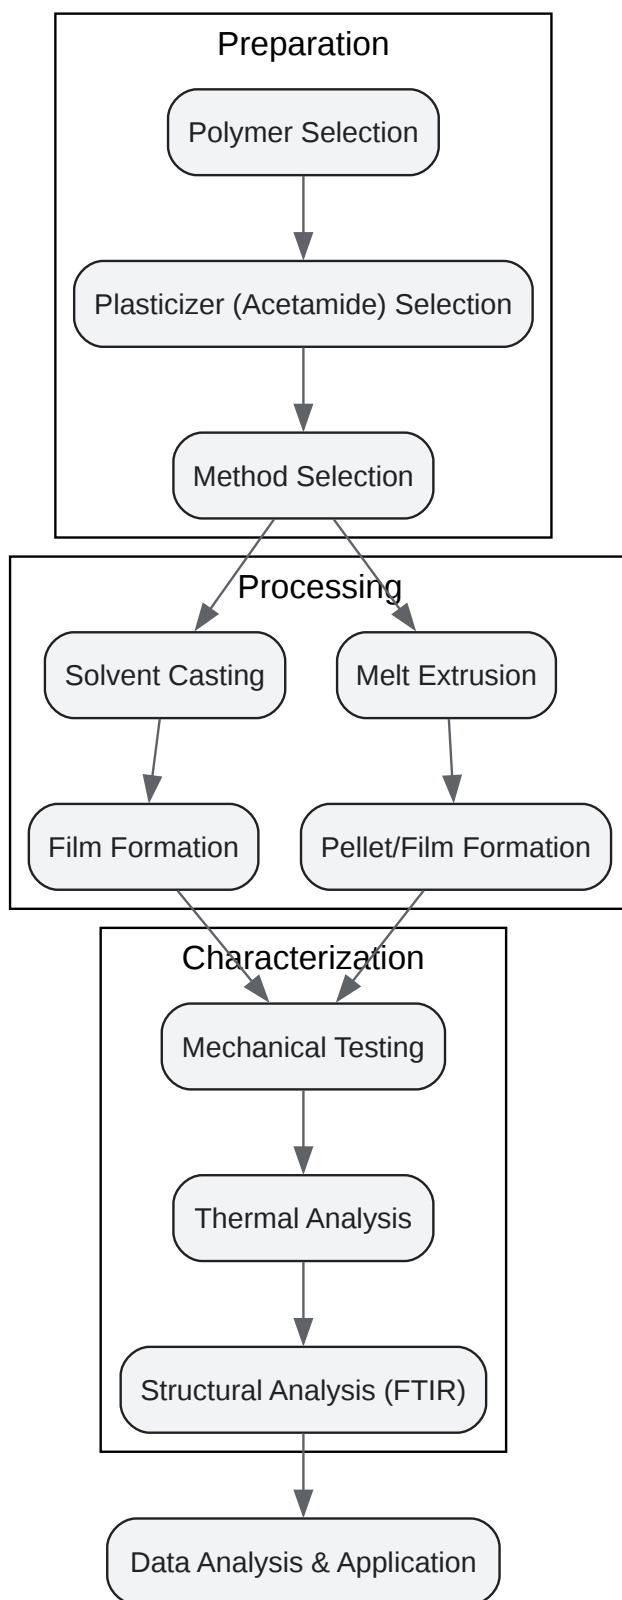 Preparation
Polymer Selection
Plasticizer (Acetamide) Selection
Method Selection
Processing
Solvent Casting
Melt Extrusion
Film Formation
Pellet/Film Formation
Characterization
Mechanical Testing
Thermal Analysis
Structural Analysis (FTIR)
Data Analysis & Application